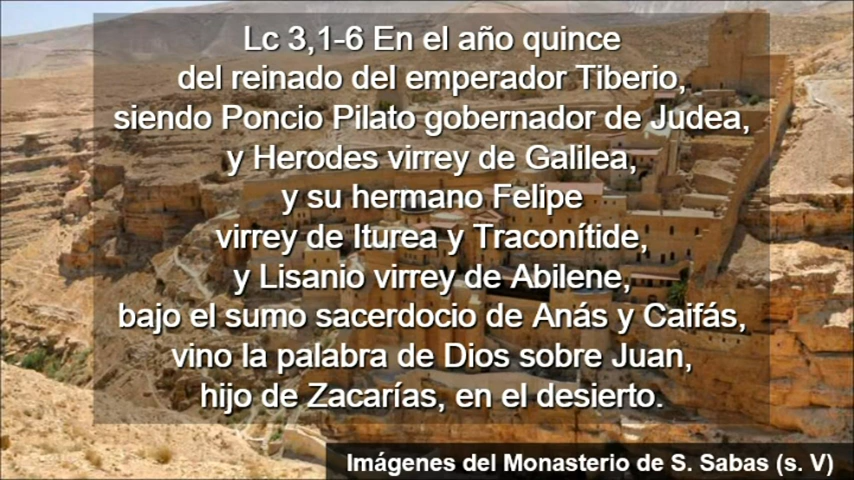 Lc 3,1-6 En el año quince
del reinado del emperador Tiberio,
siendo Poncio Pilato gobernador de Judea,
y Herodes virrey de Galilea,
y su hermano Felipe
virrey de Iturea y Traconítide,
y Lisanio virrey de Abilene,
bajo el sumo sacerdocio de Anás y Caifás,
vino la palabra de Dios sobre Juan,
hijo de Zacarías, en el desierto.
Imágenes del Monasterio de S. Sabas (s. V)